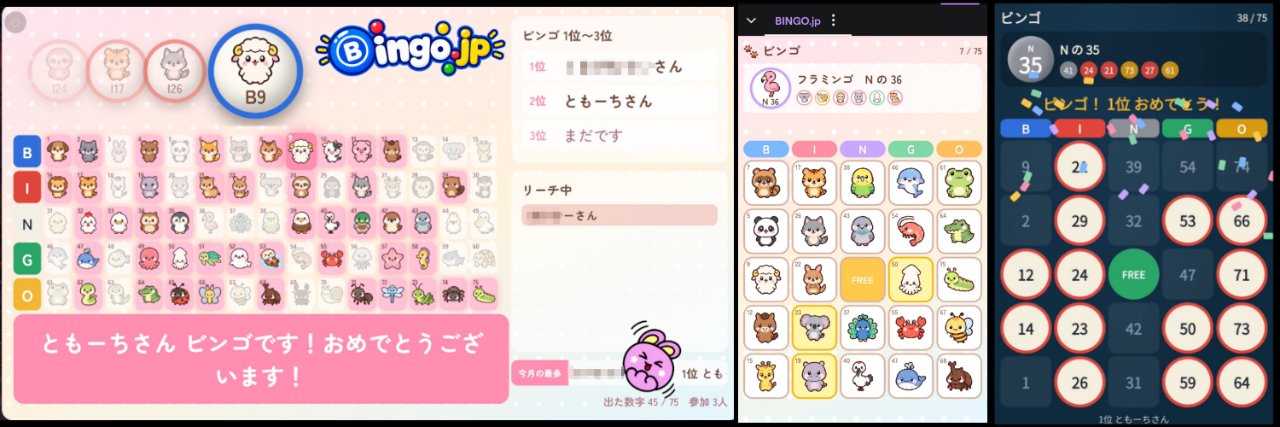 Bingo.jp
I24
I17
I26
B9
B
I
N
G
O
ともーちさん ビンゴです！おめでとうござ
います！
ビンゴ 1位〜3位
1位 さん
2位 ともーちさん
3位 まだです
リーチ中
ーさん
今月の最多
1位 とも
出た数字 45 / 75 参加 3人
BINGO.jp
ビンゴ
7 / 75
フラミンゴ Nの36
N 36
B I N G O
FREE
ビンゴ
38 / 75
N
35
Nの35
41 24 21 73 27 61
ビンゴ！ 1位 おめでとう！
B I N G O
9 39 54 74
2 29 32 53 66
12 24 FREE 47 71
14 23 42 50 73
1 26 31 59 64
1位 ともーちさん